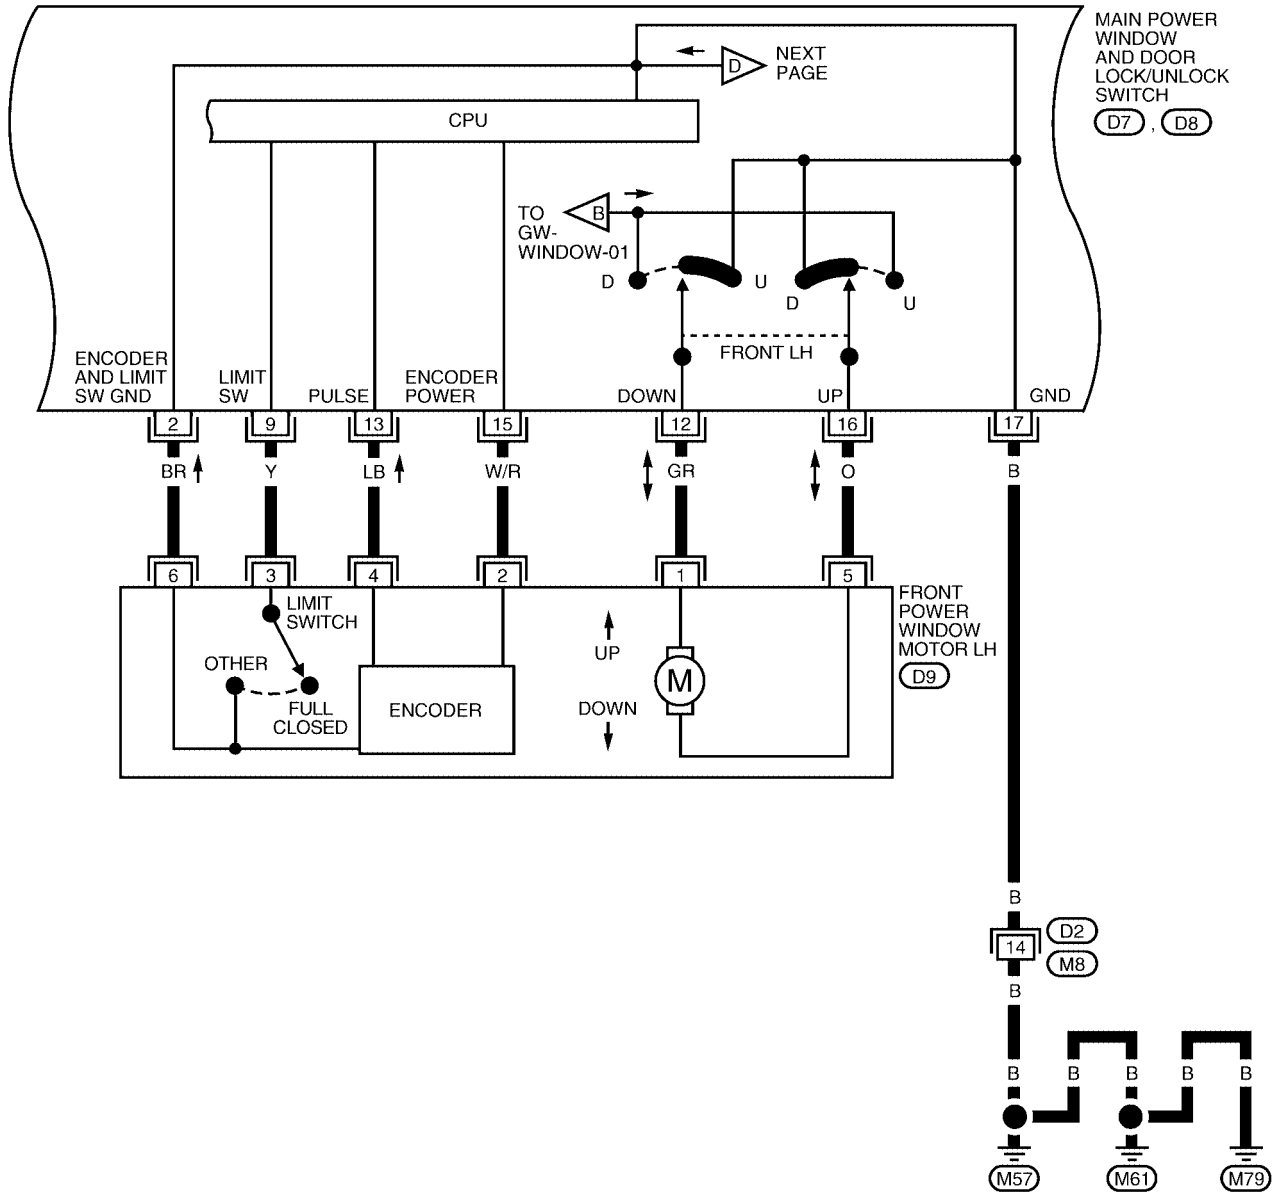 MAIN POWER
WINDOW
AND DOOR
LOCK/UNLOCK
SWITCH
D7 , D8
D
NEXT
PAGE
CPU
TO
GW-
WINDOW-01
B
D
U
D
U
FRONT LH
ENCODER
AND LIMIT
SW GND
LIMIT
SW
PULSE
ENCODER
POWER
DOWN
UP
GND
2 9 13 15 12 16 17
BR Y LB W/R GR O B
6 3 4 2 1 5
LIMIT
SWITCH
OTHER
FULL
CLOSED
ENCODER
UP
DOWN
M
FRONT
POWER
WINDOW
MOTOR LH
D9
B
14
D2
M8
B
B B B B B
M57 M61 M79